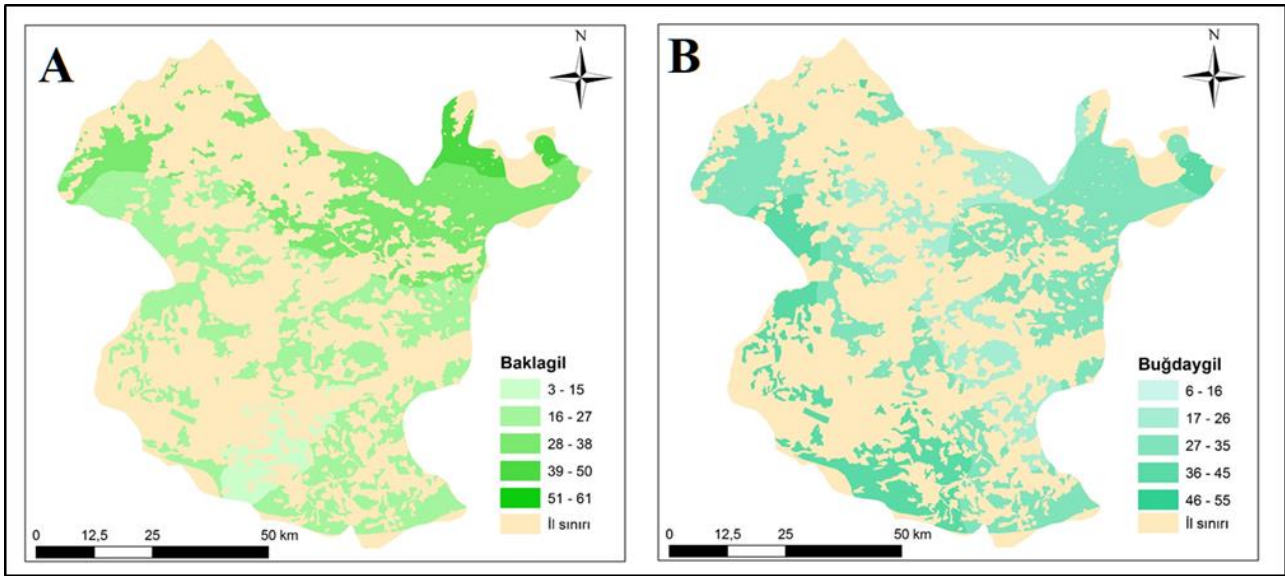 A
N
Baklagil
3 - 15
16 - 27
28 - 38
39 - 50
51 - 61
İl sınırı
0 12,5 25 50 km
B
N
Buğdaygil
6 - 16
17 - 26
27 - 35
36 - 45
46 - 55
İl sınırı
0 12,5 25 50 km